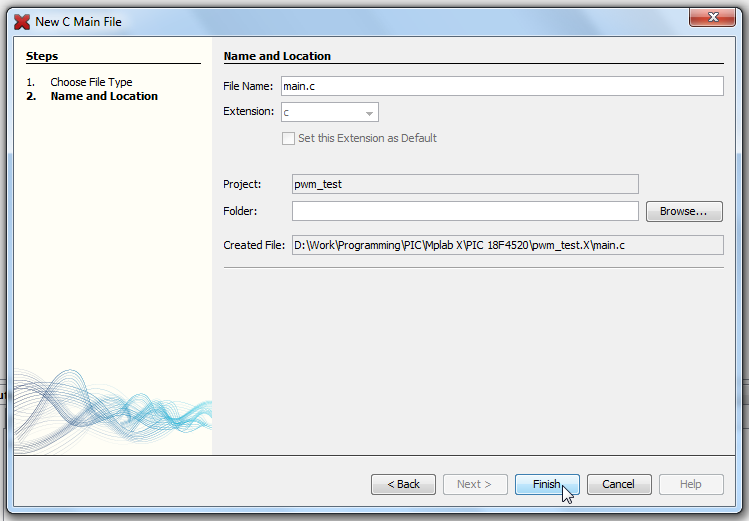 New C Main File
Steps
1. Choose File Type
2. Name and Location
Name and Location
File Name: main.c
Extension: c
Set this Extension as Default
Project: pwm_test
Folder:
Browse...
Created File: D:\Work\Programming\PIC\Mplab X\PIC 18F4520\pwm_test.X\main.c
< Back
Next >
Finish
Cancel
Help